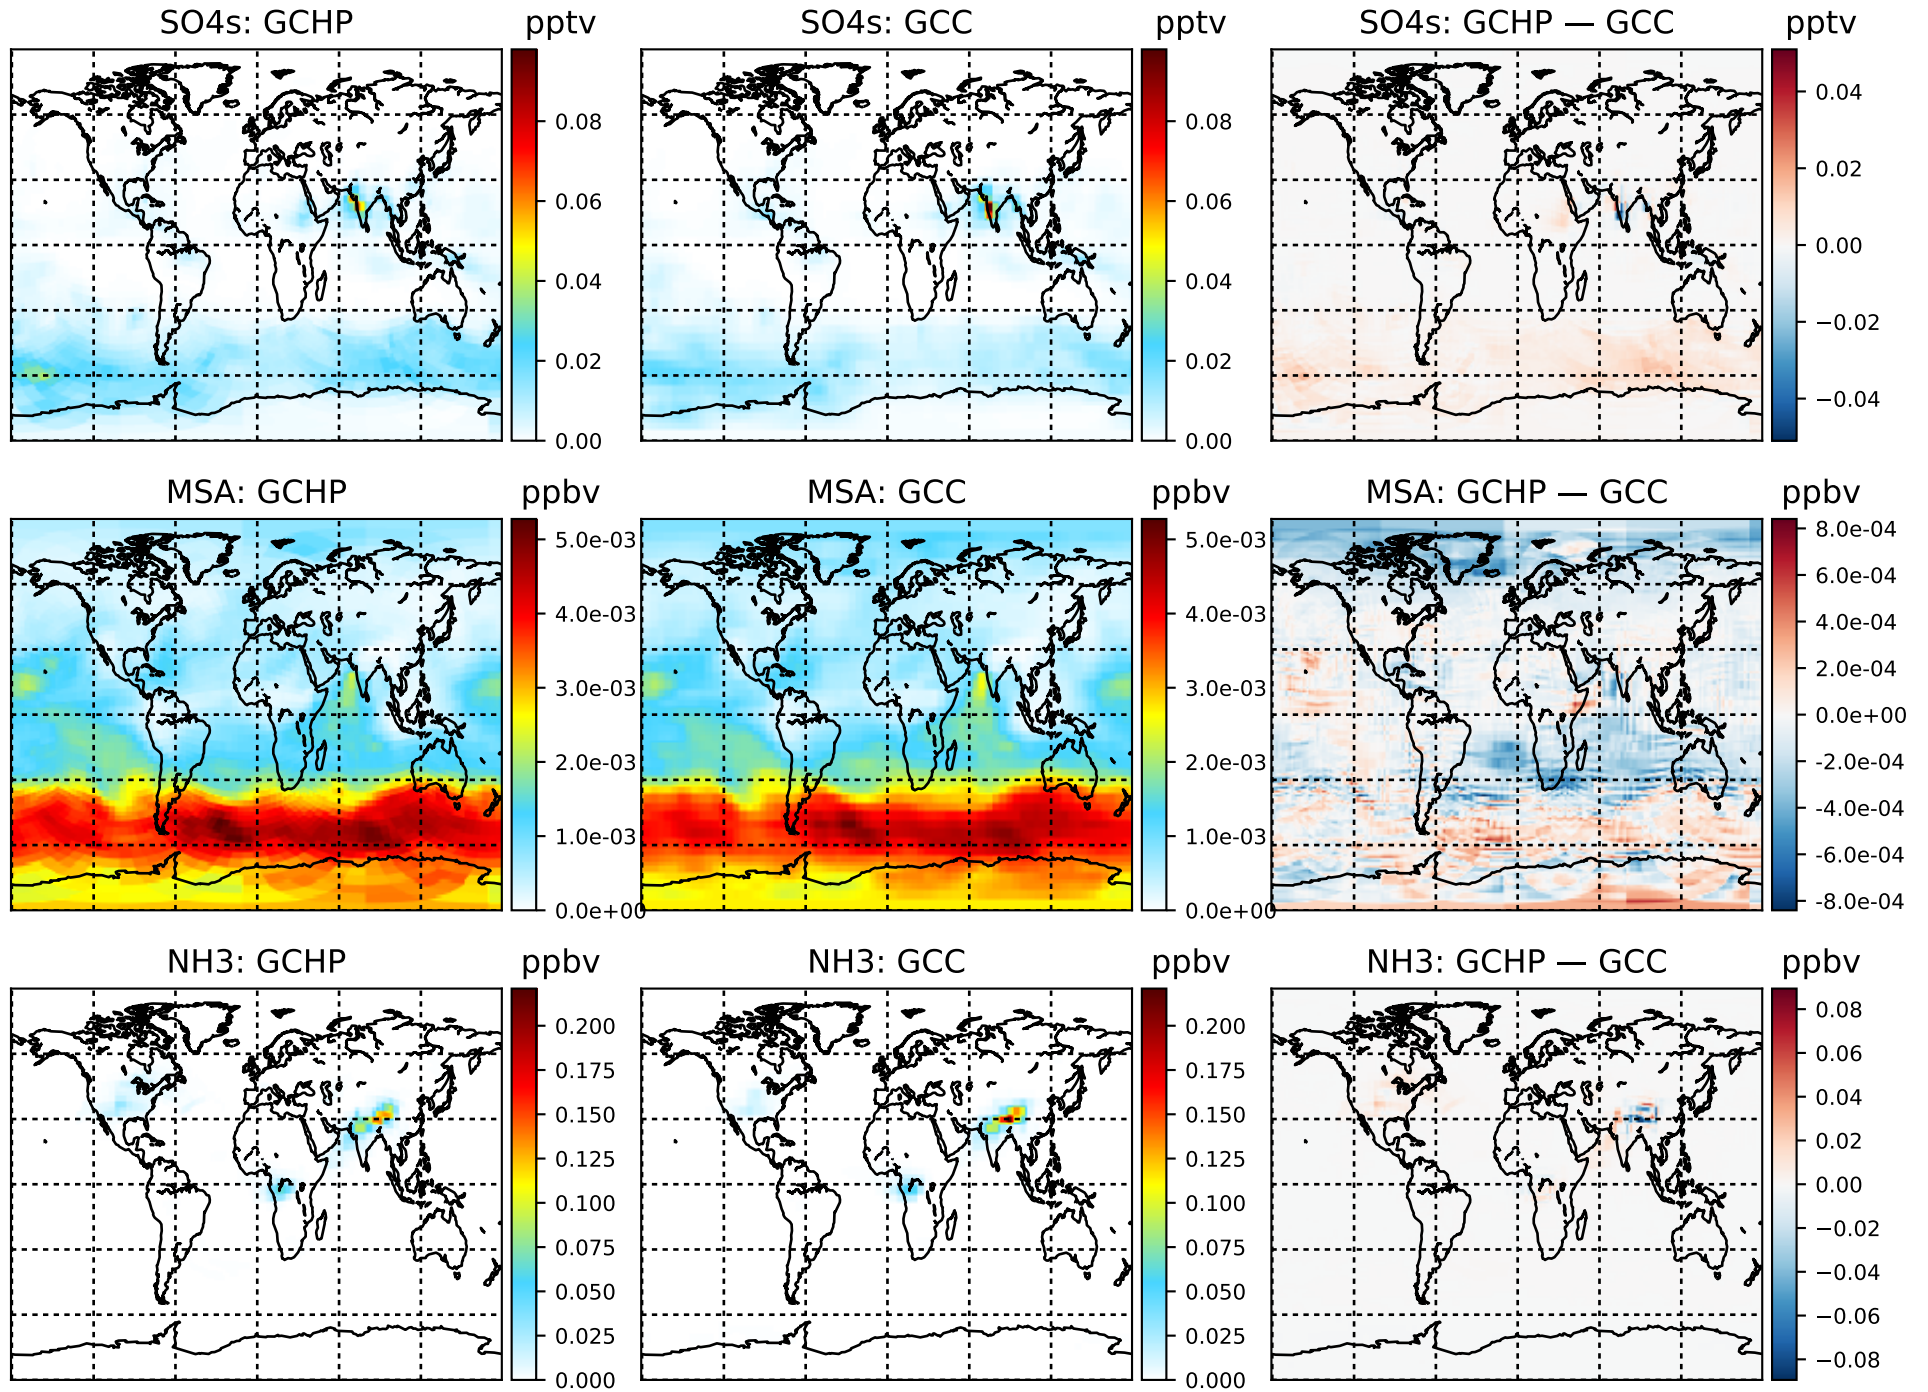 SO4s: GCHP pptv SO4s: GCC pptv SO4s: GCHP — GCC pptv
0.08 0.08 0.04
0.06 0.06 0.02
0.04 0.04 0.00
0.02 0.02 −0.02
0.00 0.00 −0.04
MSA: GCHP ppbv MSA: GCC ppbv MSA: GCHP — GCC ppbv
5.0e-03 5.0e-03 8.0e-04
4.0e-03 4.0e-03 6.0e-04
3.0e-03 3.0e-03 4.0e-04
2.0e-03 2.0e-03 2.0e-04
1.0e-03 1.0e-03 0.0e+00
0.0e+00 0.0e+00 -2.0e-04
-4.0e-04
-6.0e-04
-8.0e-04
NH3: GCHP ppbv NH3: GCC ppbv NH3: GCHP — GCC ppbv
0.200 0.200 0.08
0.175 0.175 0.06
0.150 0.150 0.04
0.125 0.125 0.02
0.100 0.100 0.00
0.075 0.075 −0.02
0.050 0.050 −0.04
0.025 0.025 −0.06
0.000 0.000 −0.08